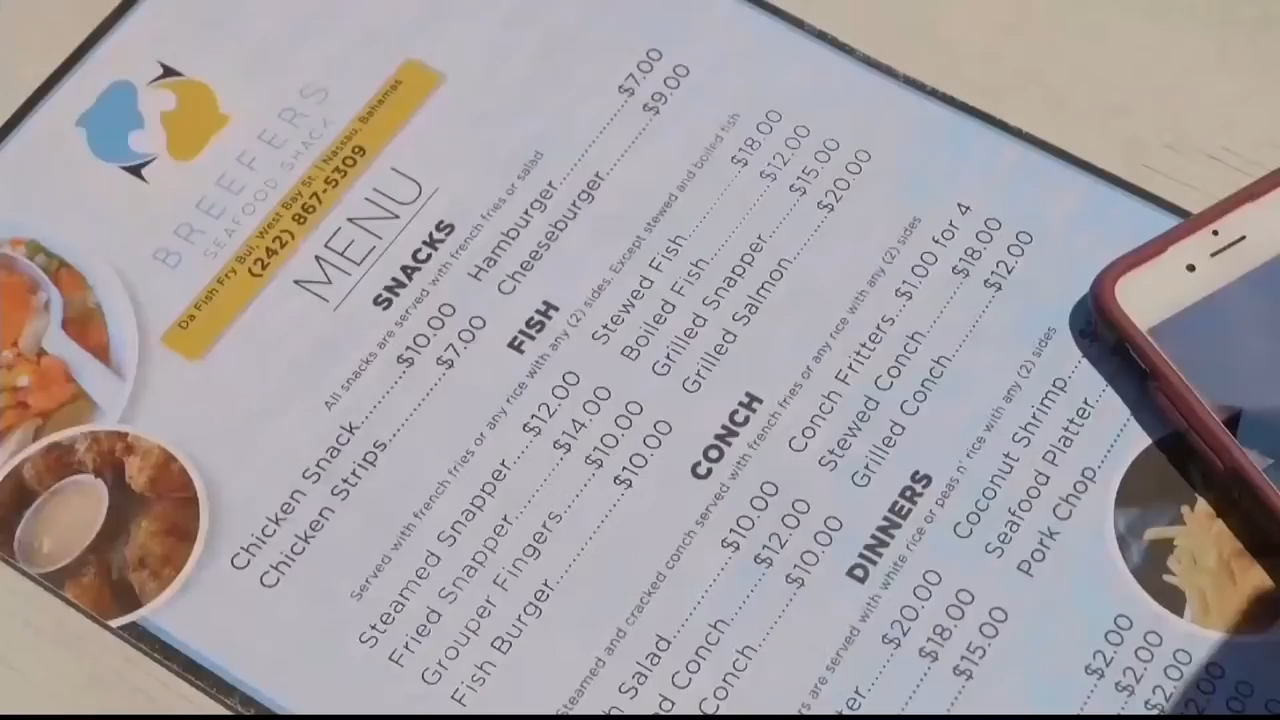 BREEFERS
SEAFOOD SHACK
Da Fish Fry Bul, West Bay St. | Nassau, Bahamas
(242) 867-5309
MENU
SNACKS
All snacks are served with french fries or salad
Chicken Snack..........$10.00
Chicken Strips..........$7.00
Hamburger..........$7.00
Cheeseburger..........$9.00
FISH
Served with french fries or any rice with any (2) sides. Except stewed and boiled fish
Steamed Snapper..........$12.00
Fried Snapper..........$14.00
Grouper Fingers..........$10.00
Fish Burger..........$10.00
Stewed Fish..........$18.00
Boiled Fish..........$12.00
Grilled Snapper..........$15.00
Grilled Salmon..........$20.00
CONCH
Steamed and cracked conch served with french fries or any rice with any (2) sides
Salad..........$10.00
Conch..........$12.00
Conch..........$10.00
Conch Fritters..$1.00 for 4
Stewed Conch..........$18.00
Grilled Conch..........$12.00
DINNERS
are served with white rice or peas n' rice with any (2) sides
$20.00
$18.00
$15.00
Coconut Shrimp
Seafood Platter
Pork Chop
$2.00
$2.00
$2.00